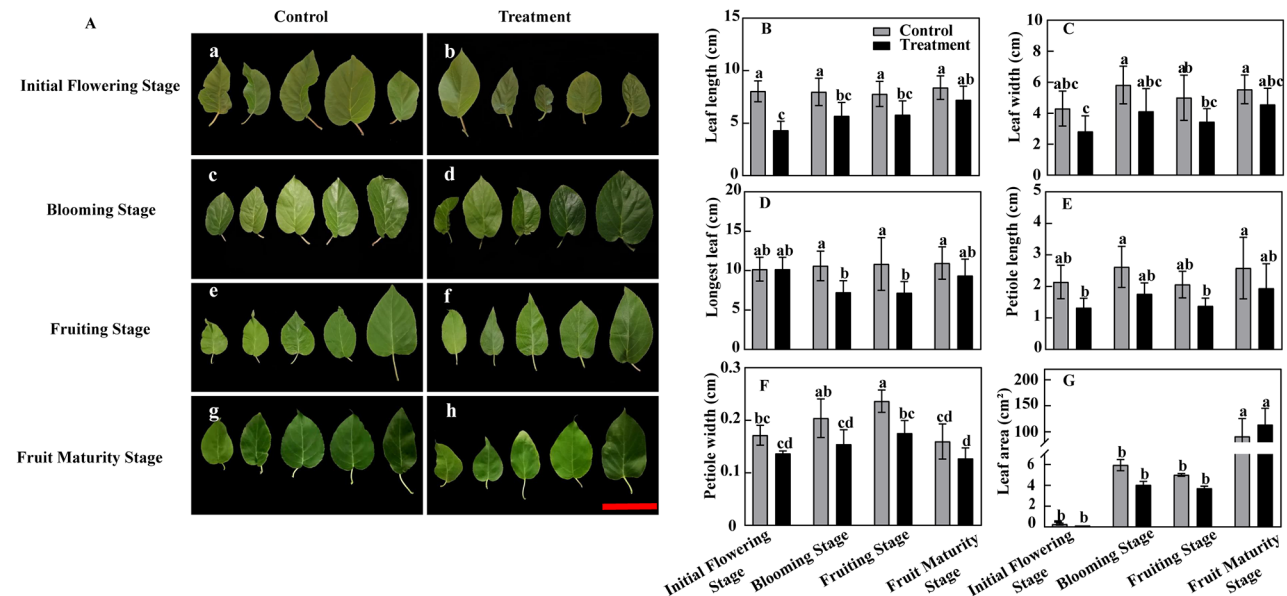 A
Control
Treatment
Initial Flowering Stage
a
b
Blooming Stage
c
d
Fruiting Stage
e
f
Fruit Maturity Stage
g
h
B
Control
Treatment
Leaf length (cm)
15
10
5
0
a
c
a
bc
a
bc
a
ab
C
Leaf width (cm)
10
8
6
4
2
0
abc
c
a
abc
ab
bc
a
abc
D
Longest leaf (cm)
20
15
10
5
0
ab
ab
a
b
a
b
a
ab
E
Petiole length (cm)
5
4
3
2
1
0
ab
b
a
ab
ab
b
a
ab
F
Petiole width (cm)
0.3
0.2
0.1
0
bc
cd
ab
cd
a
bc
cd
d
Initial Flowering
Stage
Blooming Stage
Fruiting Stage
Fruit Maturity
Stage
G
Leaf area (cm²)
200
150
100
6
4
2
0
b
b
b
b
b
b
a
a
Initial Flowering
Stage
Blooming Stage
Fruiting Stage
Fruit Maturity
Stage